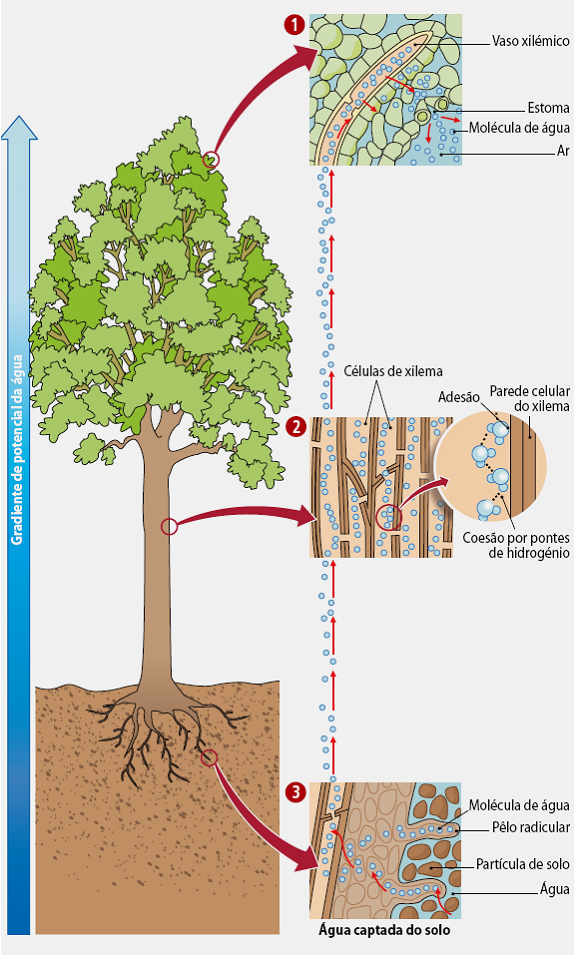 1
Vaso xilémico
Estoma
Molécula de água
Ar
Gradiente de potencial da água
Células de xilema
2
Adesão
Parede celular
do xilema
Coesão por pontes
de hidrogénio
3
Molécula de água
Pêlo radicular
Partícula de solo
Água
Água captada do solo